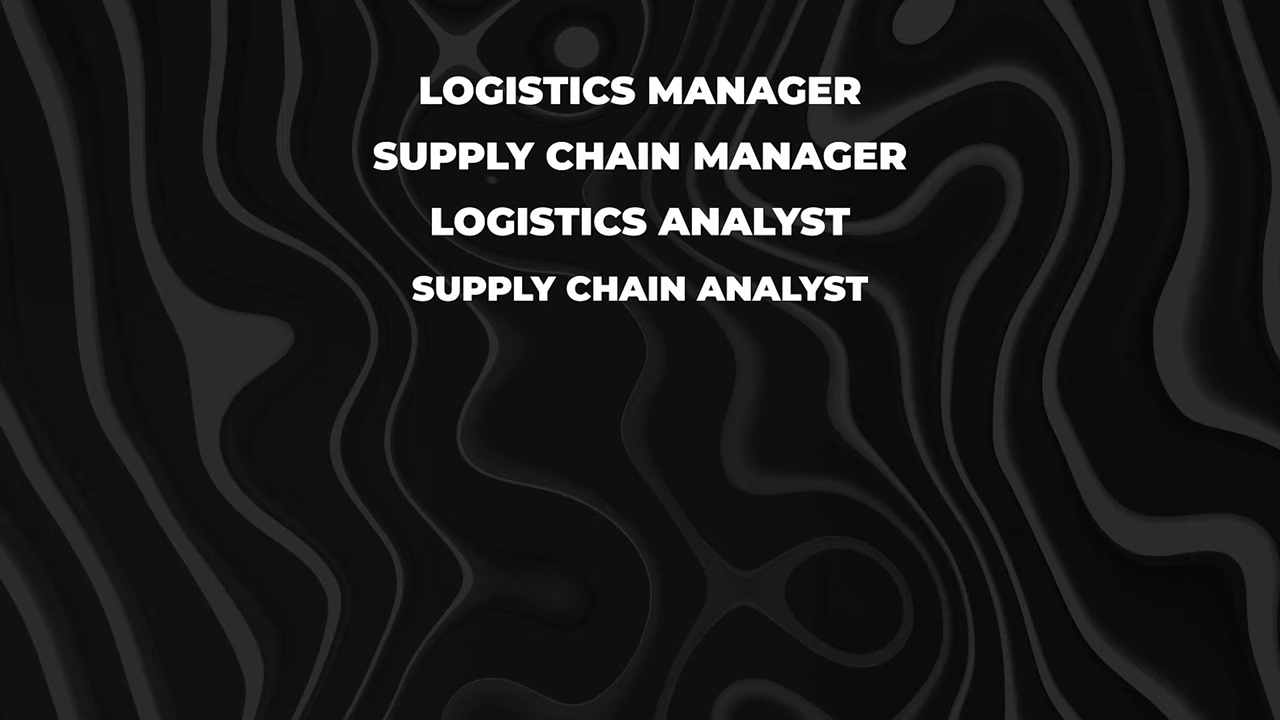 LOGISTICS MANAGER
SUPPLY CHAIN MANAGER
LOGISTICS ANALYST
SUPPLY CHAIN ANALYST